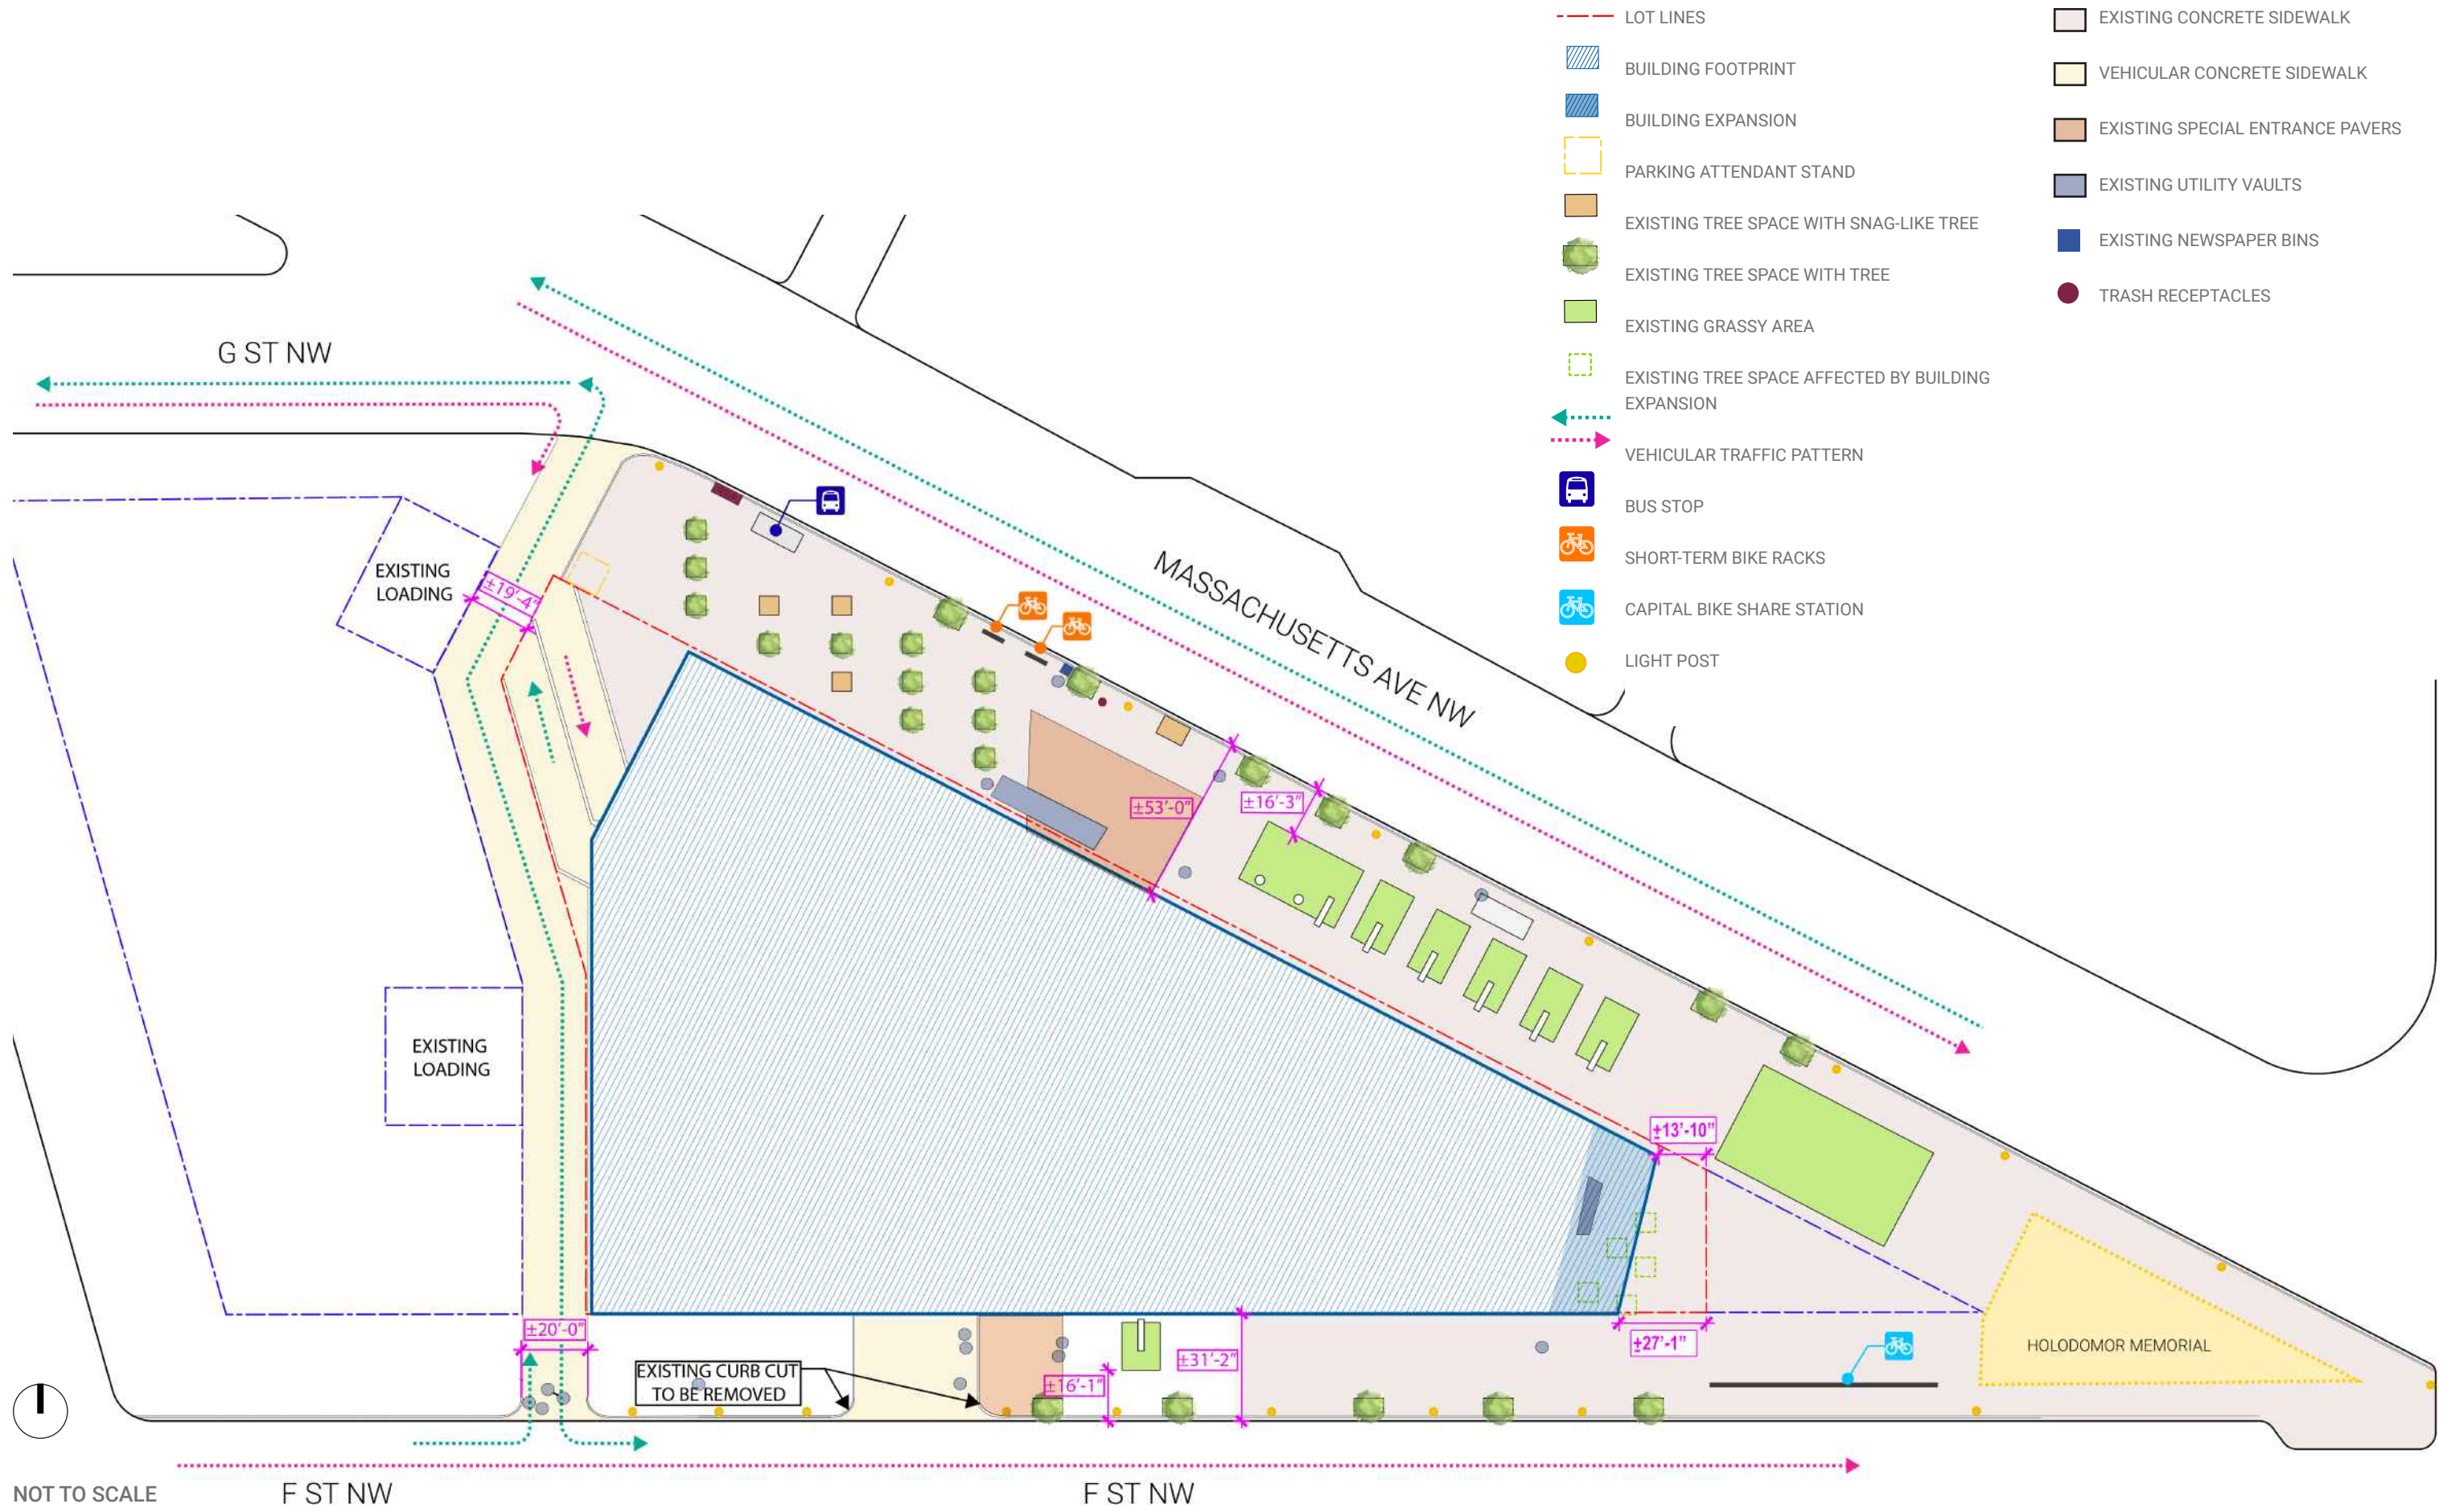 LOT LINES
BUILDING FOOTPRINT
BUILDING EXPANSION
PARKING ATTENDANT STAND
EXISTING TREE SPACE WITH SNAG-LIKE TREE
EXISTING TREE SPACE WITH TREE
EXISTING GRASSY AREA
EXISTING TREE SPACE AFFECTED BY BUILDING
EXPANSION
VEHICULAR TRAFFIC PATTERN
BUS STOP
SHORT-TERM BIKE RACKS
CAPITAL BIKE SHARE STATION
LIGHT POST
EXISTING CONCRETE SIDEWALK
VEHICULAR CONCRETE SIDEWALK
EXISTING SPECIAL ENTRANCE PAVERS
EXISTING UTILITY VAULTS
EXISTING NEWSPAPER BINS
TRASH RECEPTACLES
G ST NW
MASSACHUSETTS AVE NW
EXISTING
LOADING
±19'-4"
±53'-0"
±16'-3"
EXISTING
LOADING
±13'-10"
±20'-0"
EXISTING CURB CUT
TO BE REMOVED
±16'-1"
±31'-2"
±27'-1"
HOLODOMOR MEMORIAL
NOT TO SCALE
F ST NW
F ST NW